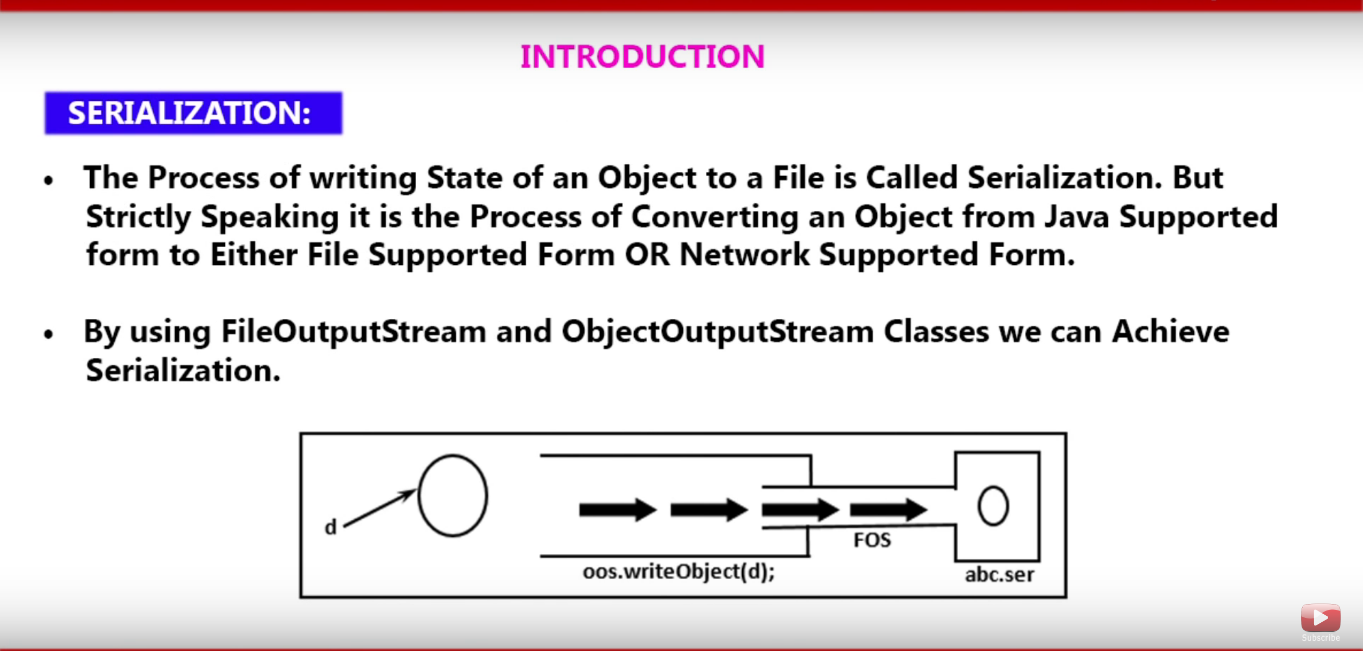 INTRODUCTION
SERIALIZATION:
• The Process of writing State of an Object to a File is Called Serialization. But
Strictly Speaking it is the Process of Converting an Object from Java Supported
form to Either File Supported Form OR Network Supported Form.
• By using FileOutputStream and ObjectOutputStream Classes we can Achieve
Serialization.
d
FOS
oos.writeObject(d);
abc.ser
Subscribe